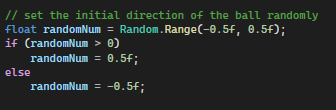 // set the initial direction of the ball randomly
float randomNum = Random.Range(-0.5f, 0.5f);
if (randomNum > 0)
    randomNum = 0.5f;
else
    randomNum = -0.5f;